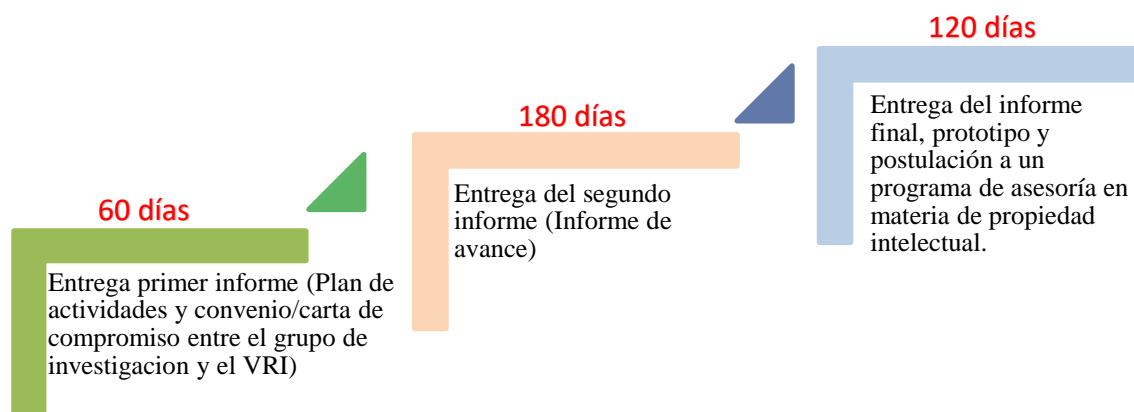 60 días
Entrega primer informe (Plan de
actividades y convenio/carta de
compromiso entre el grupo de
investigacion y el VRI)
180 días
Entrega del segundo
informe (Informe de
avance)
120 días
Entrega del informe
final, prototipo y
postulación a un
programa de asesoría en
materia de propiedad
intelectual.